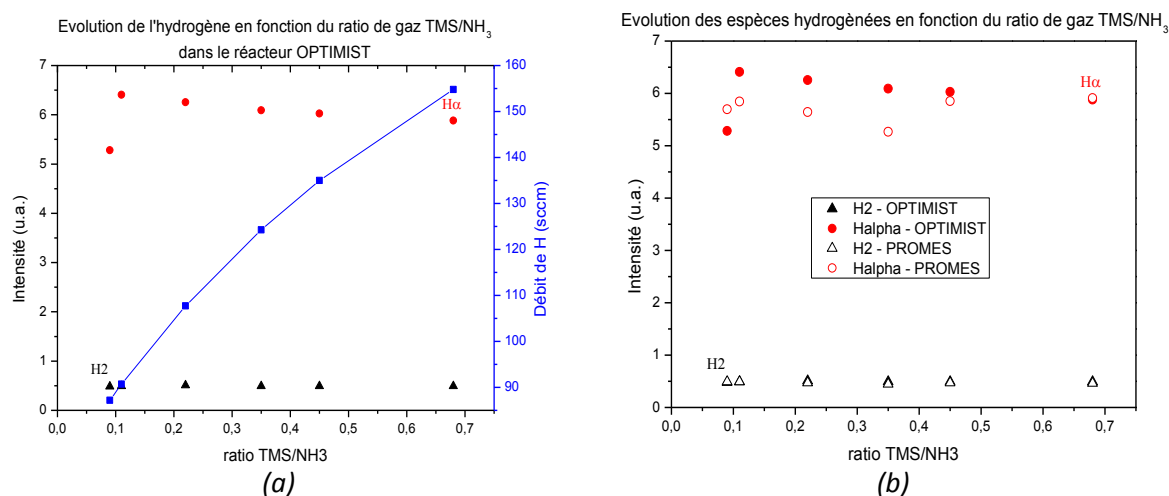 Evolution de l'hydrogène en fonction du ratio de gaz TMS/NH3
dans le réacteur OPTIMIST
7
6
5
4
3
2
1
0
Intensité (u.a.)
160
150
140
130
120
110
100
90
Débit de H (sccm)
Hα
H2
0,0 0,1 0,2 0,3 0,4 0,5 0,6 0,7
ratio TMS/NH3
(a)
Evolution des espèces hydrogènées en fonction du ratio de gaz TMS/NH3
7
6
5
4
3
2
1
0
Intensité (u.a.)
Hα
H2 - OPTIMIST
Halpha - OPTIMIST
H2 - PROMES
Halpha - PROMES
H2
0,0 0,1 0,2 0,3 0,4 0,5 0,6 0,7
ratio TMS/NH3
(b)